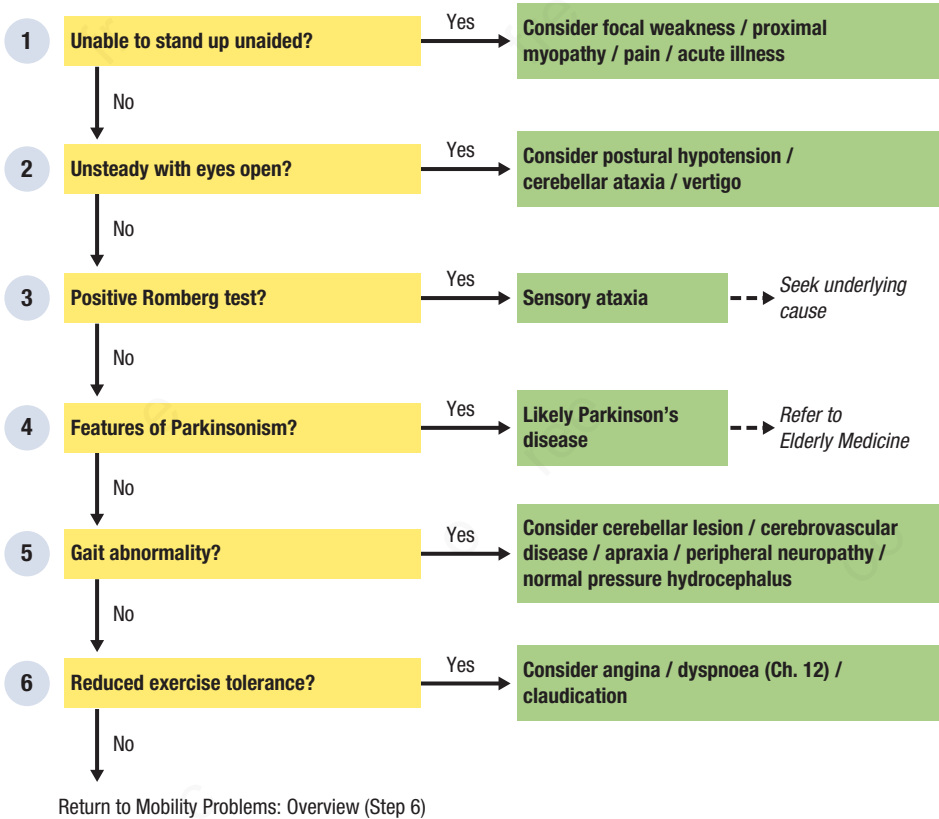 1
Unable to stand up unaided?
Yes
Consider focal weakness / proximal
myopathy / pain / acute illness
No
2
Unsteady with eyes open?
Yes
Consider postural hypotension /
cerebellar ataxia / vertigo
No
3
Positive Romberg test?
Yes
Sensory ataxia
Seek underlying
cause
No
4
Features of Parkinsonism?
Yes
Likely Parkinson's
disease
Refer to
Elderly Medicine
No
5
Gait abnormality?
Yes
Consider cerebellar lesion / cerebrovascular
disease / apraxia / peripheral neuropathy /
normal pressure hydrocephalus
No
6
Reduced exercise tolerance?
Yes
Consider angina / dyspnoea (Ch. 12) /
claudication
No
Return to Mobility Problems: Overview (Step 6)